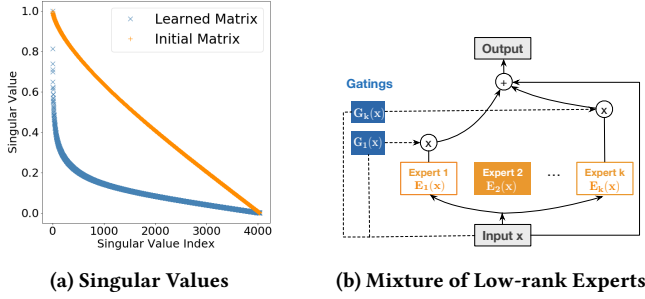 1.0
0.8
0.6
0.4
0.2
0.0
Singular Value
× Learned Matrix
+ Initial Matrix
0 1000 2000 3000 4000
Singular Value Index
(a) Singular Values
Output
+
Gatings
Gk(x)
G1(x)
x
x
Expert 1
E1(x)
Expert 2
E2(x)
...
Expert k
Ek(x)
Input x
(b) Mixture of Low-rank Experts